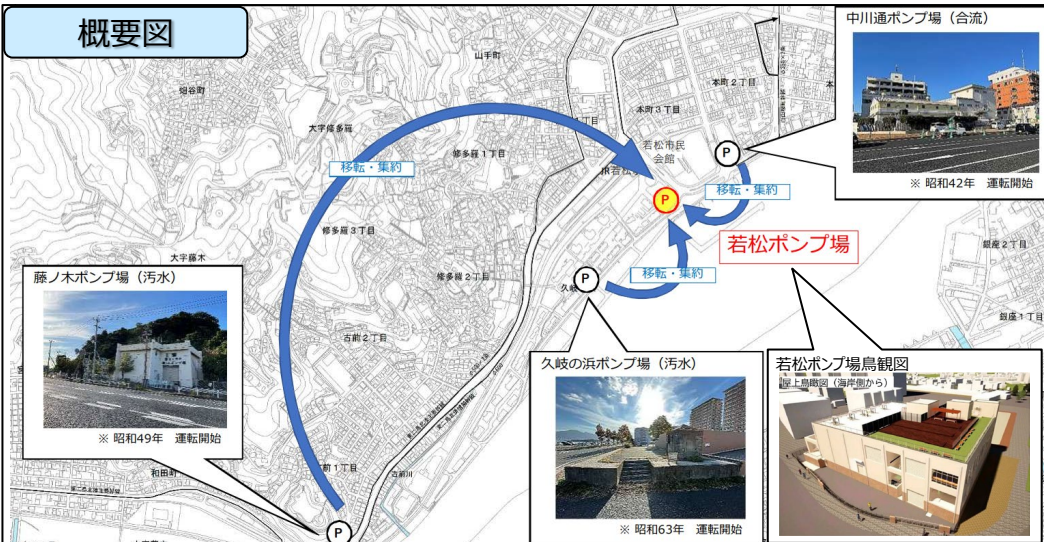 概要図
中川通ポンプ場（合流）
※ 昭和42年　運転開始
山手町
畑谷町
大字修多羅
本町２丁目
本町３丁目
修多羅１丁目
若松市民
会館
移転・集約
移転・集約
P
P
若松ポンプ場
修多羅３丁目
大字藤木
銀座２丁目
藤ノ木ポンプ場（汚水）
※ 昭和49年　運転開始
修多羅２丁目
移転・集約
P
久岐
銀座１丁目
古前２丁目
久岐の浜ポンプ場（汚水）
※ 昭和63年　運転開始
若松ポンプ場鳥観図
屋上鳥瞰図（海岸側から）
和田町
前１丁目
古前川
P